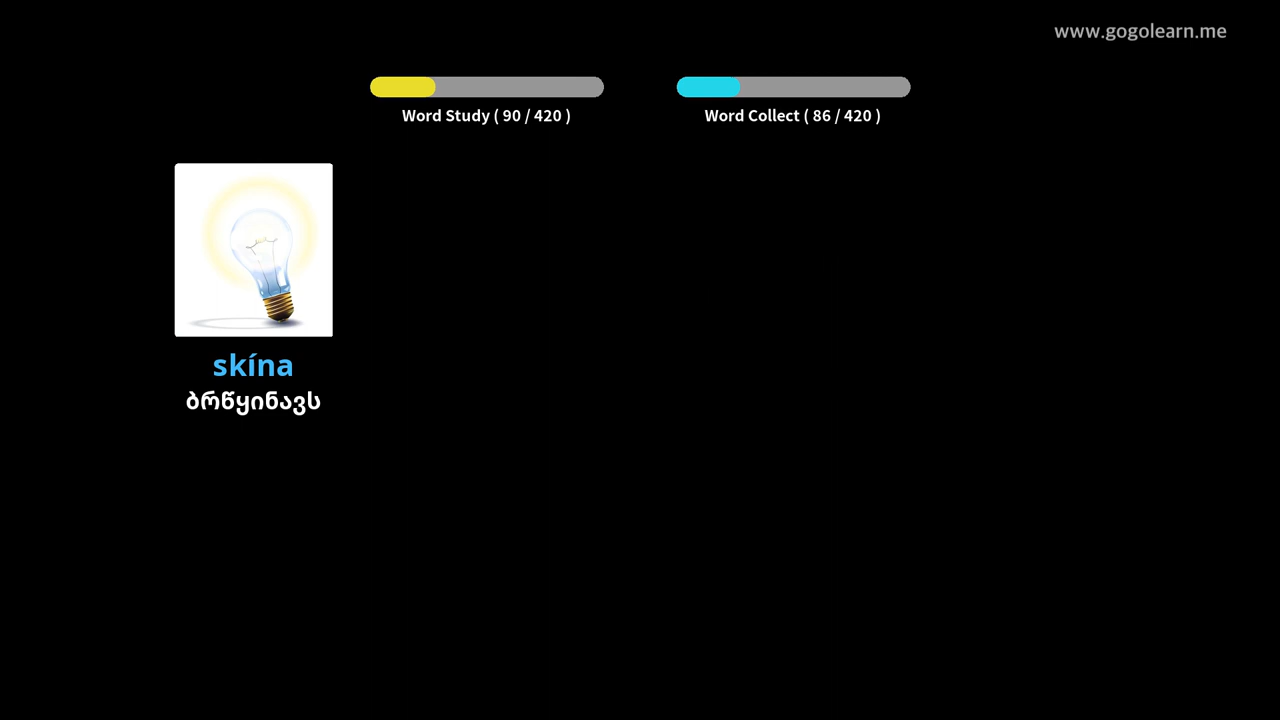 www.gogolearn.me
Word Study ( 90 / 420 )
Word Collect ( 86 / 420 )
skína
ბრწყინავს